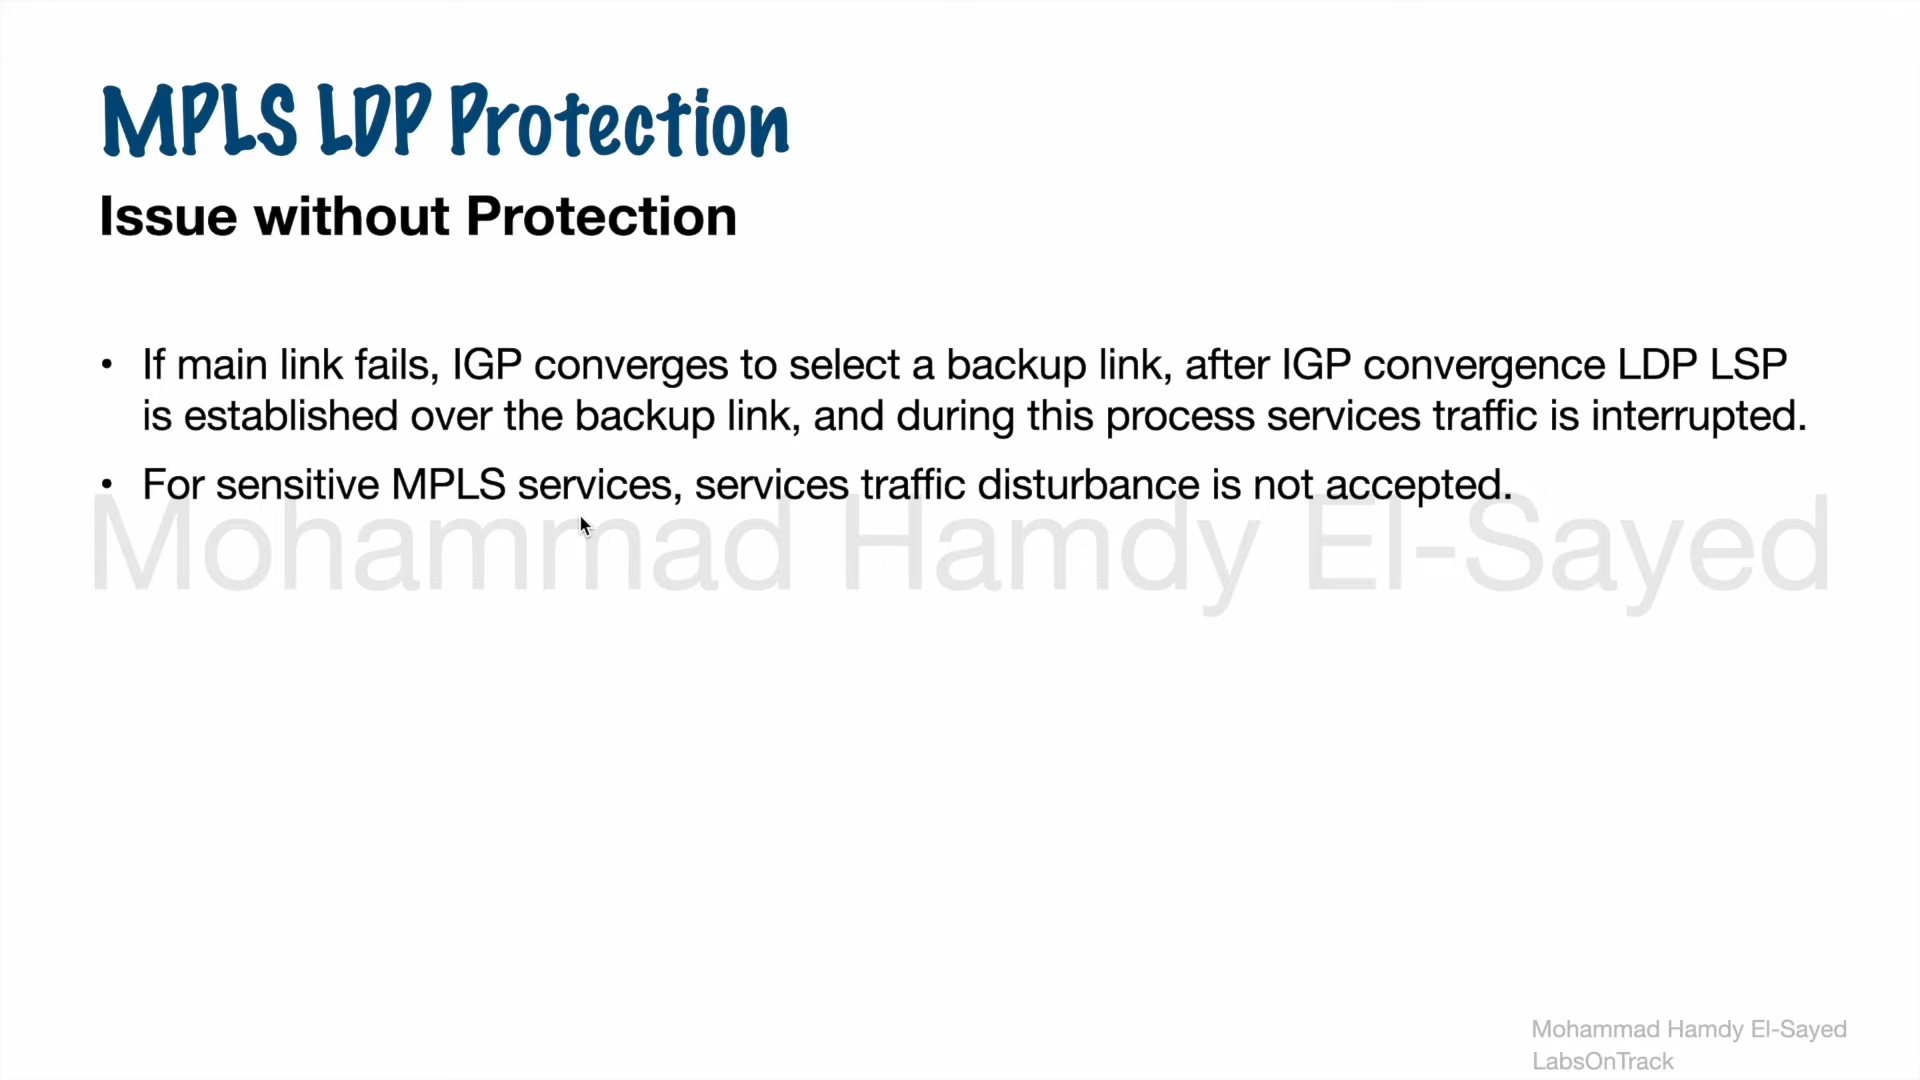 MPLS LDP Protection
Issue without Protection
• If main link fails, IGP converges to select a backup link, after IGP convergence LDP LSP
is established over the backup link, and during this process services traffic is interrupted.
• For sensitive MPLS services, services traffic disturbance is not accepted.
Mohammad Hamdy El-Sayed
Mohammad Hamdy El-Sayed
LabsOnTrack